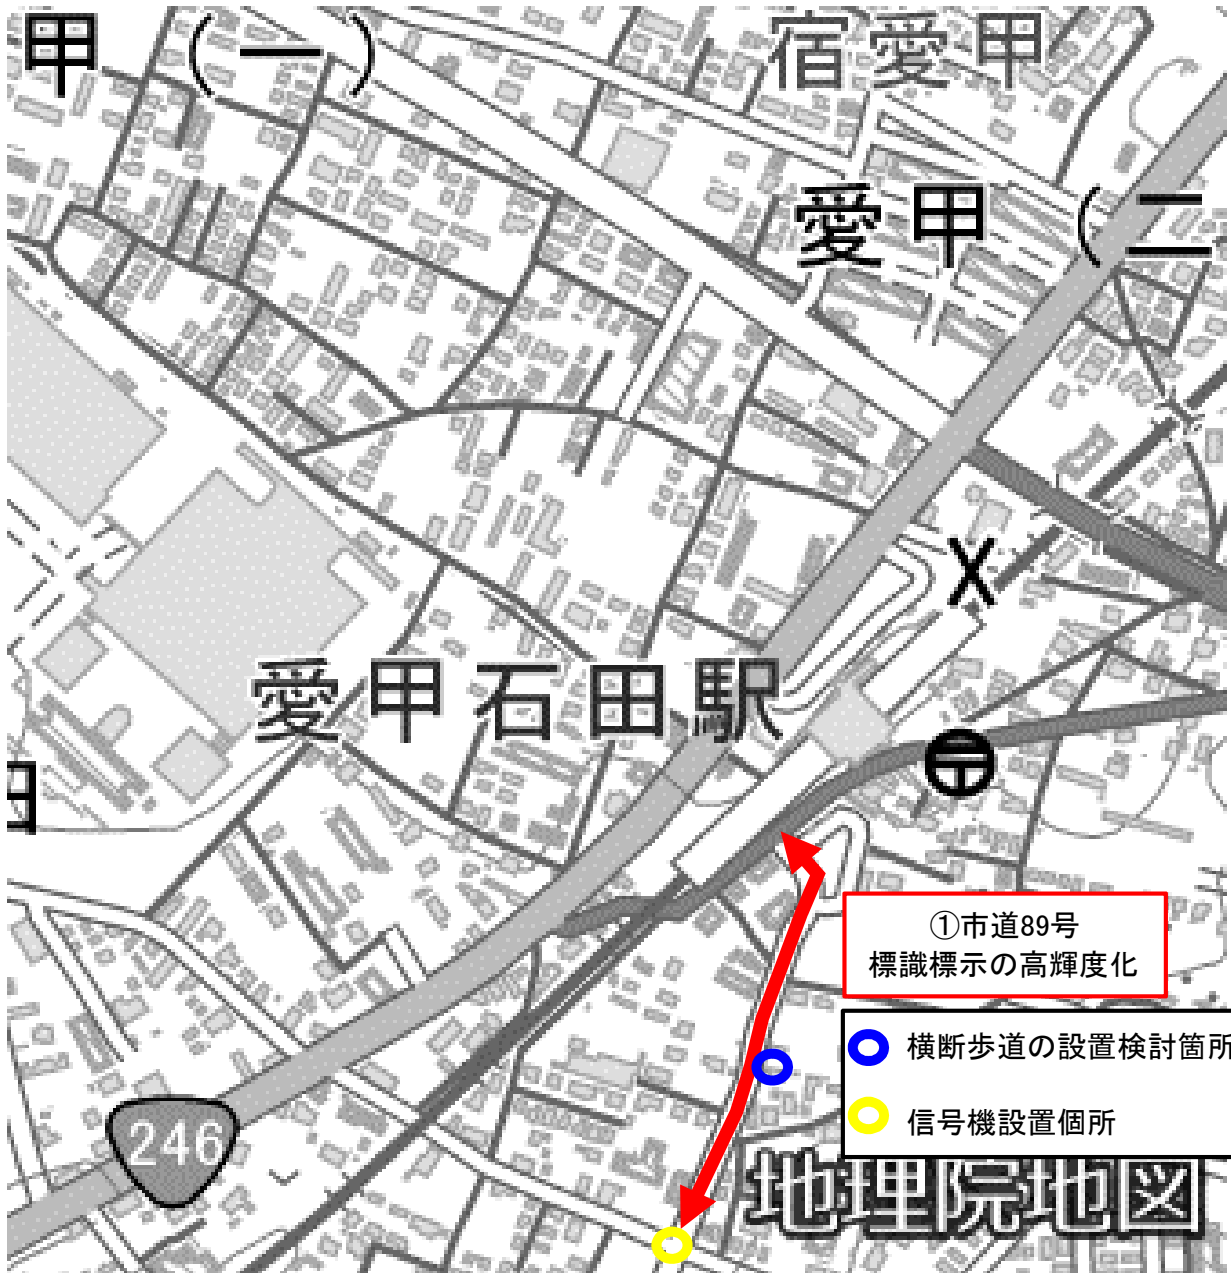 甲（一）
宿愛甲
愛甲（二
愛甲石田駅
田
①市道89号
標識標示の高輝度化
横断歩道の設置検討箇所
信号機設置個所
246
地理院地図